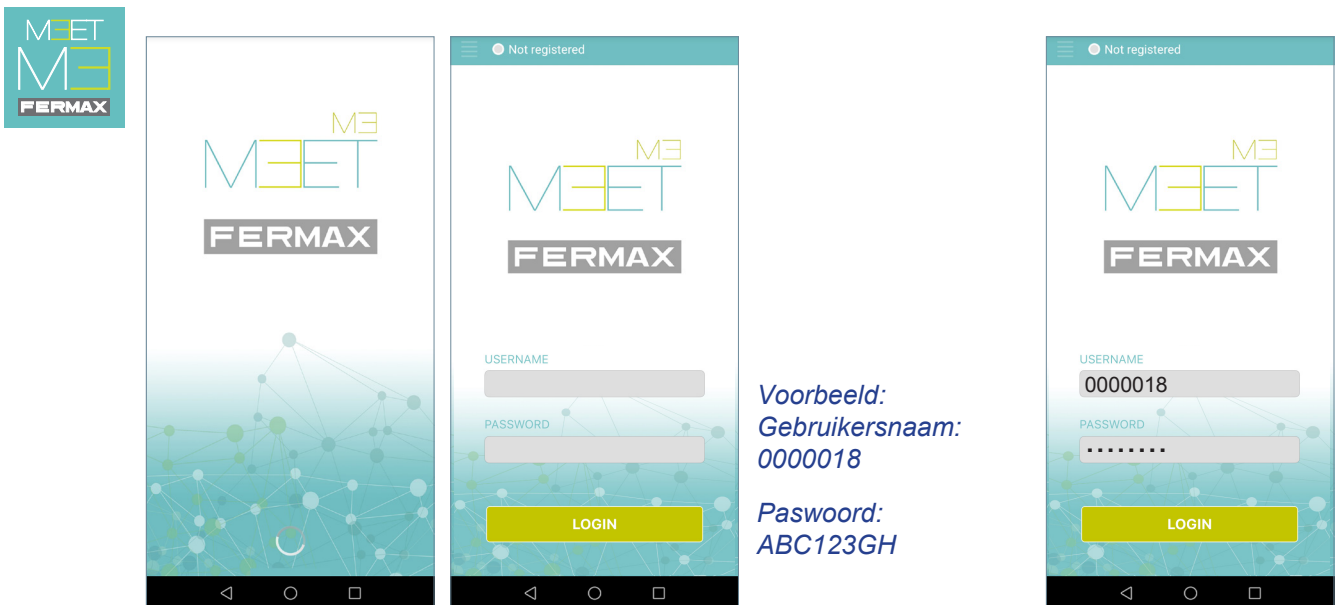 MEET
ME
FERMAX
ME
MEET
FERMAX
Not registered
ME
MEET
FERMAX
USERNAME
PASSWORD
LOGIN
Voorbeeld:
Gebruikersnaam:
0000018
Paswoord:
ABC123GH
Not registered
ME
MEET
FERMAX
USERNAME
0000018
PASSWORD
........
LOGIN